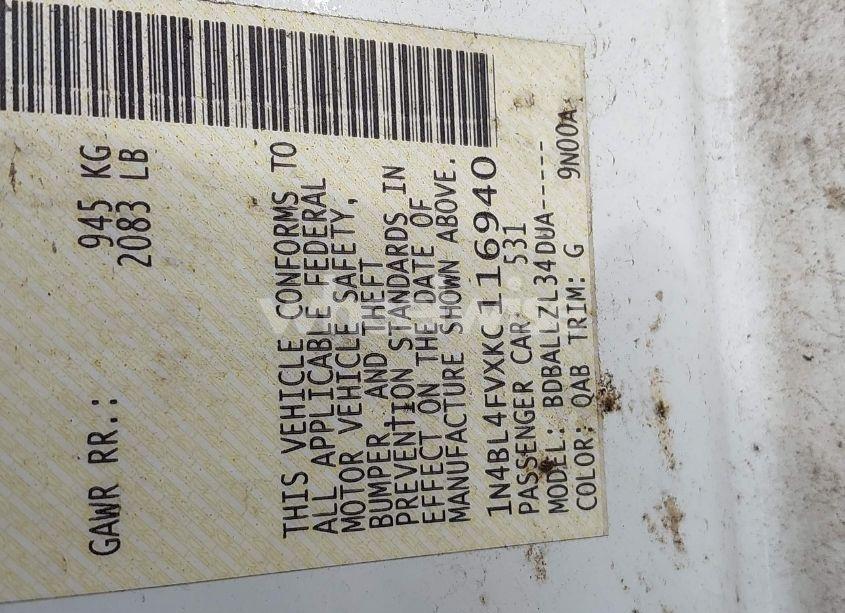 GAWR RR.: 945 KG
2083 LB
THIS VEHICLE CONFORMS TO
ALL APPLICABLE FEDERAL
MOTOR VEHICLE SAFETY,
BUMPER, AND THEFT
PREVENTION STANDARDS IN
EFFECT ON THE DATE OF
MANUFACTURE SHOWN ABOVE.
1N4BL4FVXKC116940
PASSENGER CAR 531
MODEL: BDBALLZL34DUA-----
COLOR: QAB TRIM: G 9N00A